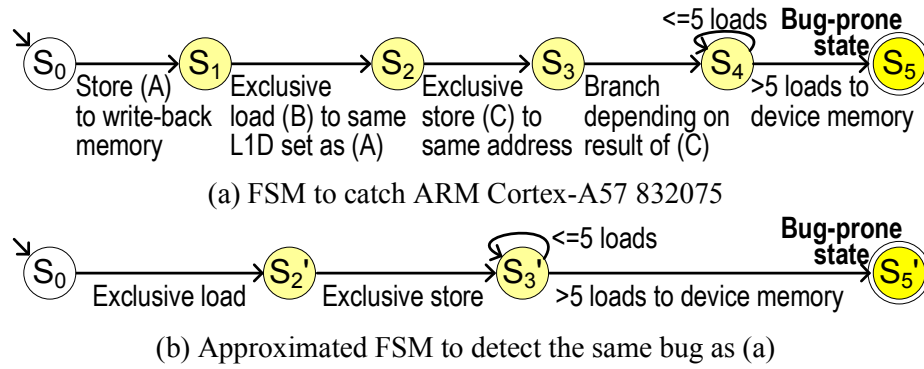 <=5 loads
Bug-prone
state
S0
S1
S2
S3
S4
S5
Store (A)
to write-back
memory
Exclusive
load (B) to same
L1D set as (A)
Exclusive
store (C) to
same address
Branch
depending on
result of (C)
>5 loads to
device memory
(a) FSM to catch ARM Cortex-A57 832075
<=5 loads
Bug-prone
state
S0
S2'
S3'
S5'
Exclusive load
Exclusive store
>5 loads to device memory
(b) Approximated FSM to detect the same bug as (a)